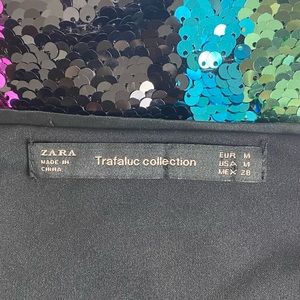 ZARA
MADE IN
CHINA
Trafaluc collection
EUR M
USA M
MEX 28